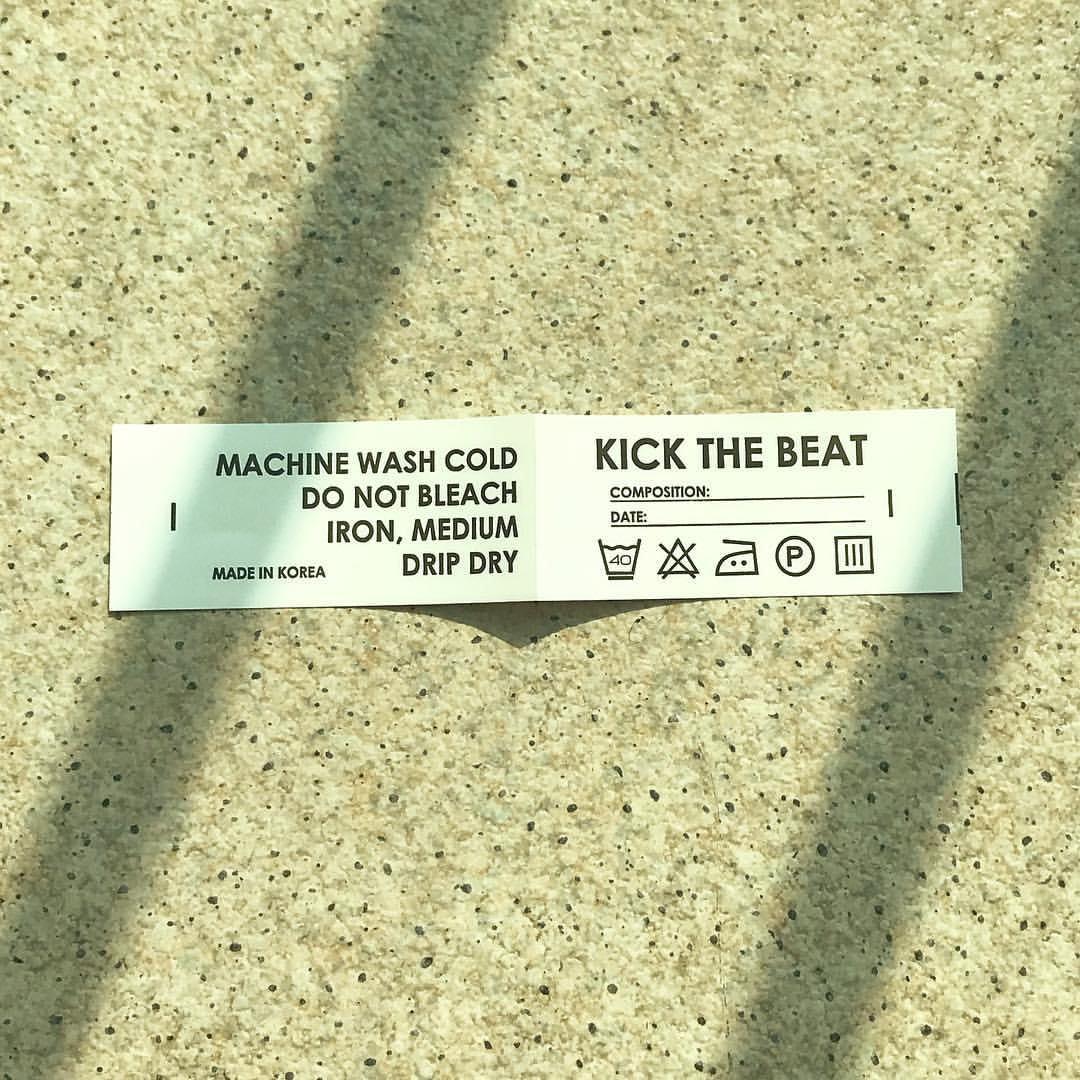 MACHINE WASH COLD
DO NOT BLEACH
IRON, MEDIUM
DRIP DRY
MADE IN KOREA
KICK THE BEAT
COMPOSITION:
DATE:
40
P